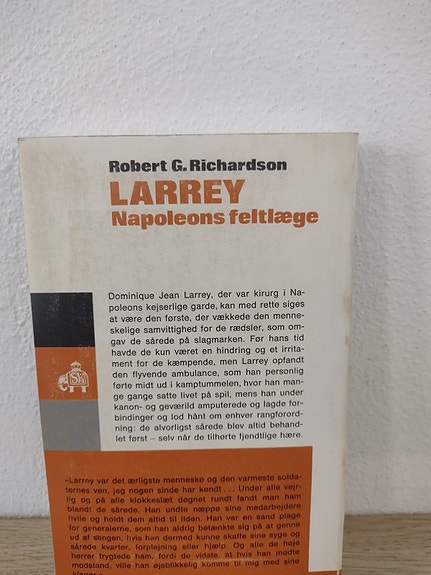 Robert G. Richardson
LARREY
Napoleons feltlæge
Dominique Jean Larrey, der var kirurg i Na-
poleons kejserlige garde, kan med rette siges
at være den første, der vækkede den menne-
skelige samvittighed for de rædsler, som om-
gav de sårede på slagmarken. Før hans tid
havde de kun været en hindring og et irrita-
ment for de kæmpende, men Larrey opfandt
den flyvende ambulance, som han personlig
førte midt ud i kamptummelen, hvor han man-
ge gange satte livet på spil, mens han under
kanon- og geværild amputerede og lagde for-
bindinger og lod hånt om enhver rangforord-
ning: de alvorligst sårede blev altid behand-
let først – selv når de tilhørte fjendtlige hære.
»Larrey var det ærligste menneske og den varmeste solda-
ternes ven, jeg nogen sinde har kendt . . . Under alle vejr-
lig og på alle klokkeslæt døgnet rundt fandt man ham
blandt de sårede. Han undte næppe sine medarbejdere
hvile og holdt dem altid til ilden. Han var en sand plage
for generalerne, som han aldrig betænkte sig på at genne
ud af sengen, hvis han dermed kunne skaffe sine syge og
sårede kvarter, forplejning eller hjælp. Og alle de høje
herrer frygtede ham, fordi de vidste, at hvis han mødte
modstand, ville han øjeblikkelig komme til mig med sine